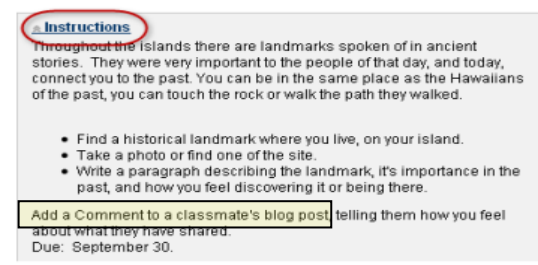 Instructions
Throughout the islands there are landmarks spoken of in ancient
stories. They were very important to the people of that day, and today,
connect you to the past. You can be in the same place as the Hawaiians
of the past, you can touch the rock or walk the path they walked.
• Find a historical landmark where you live, on your island.
• Take a photo or find one of the site.
• Write a paragraph describing the landmark, it's importance in the
past, and how you feel discovering it or being there.
Add a Comment to a classmate's blog post, telling them how you feel
about what they have shared.
Due: September 30.